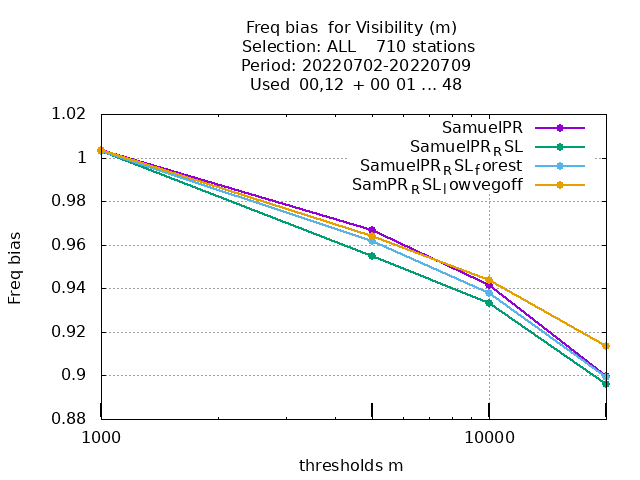 Freq bias  for Visibility (m)
Selection: ALL    710 stations
Period: 20220702-20220709
Used  00,12  + 00 01 ... 48
1.02
1
0.98
0.96
0.94
0.92
0.9
0.88
Freq bias
SamuelPR
SamuelPR_RSL
SamuelPR_RSL_forest
SamPR_RSL_lowvegoff
1000
10000
thresholds m